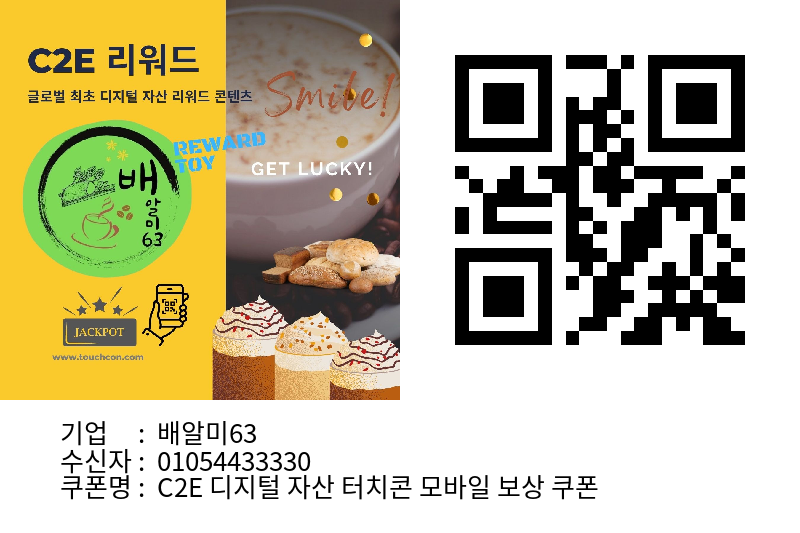 C2E 리워드
글로벌 최초 디지털 자산 리워드 콘텐츠
Smile!
REWARD
TOY
GET LUCKY!
배
알
미
63
JACKPOT
www.touchcon.com
기업 : 배알미63
수신자 : 01054433330
쿠폰명 : C2E 디지털 자산 터치콘 모바일 보상 쿠폰